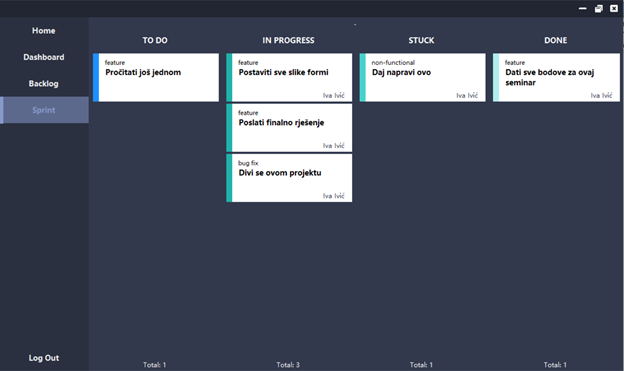 Home
Dashboard
Backlog
Sprint
Log Out
TO DO
feature
Pročitati još jednom
Total: 1
IN PROGRESS
feature
Postaviti sve slike formi
Iva Ivić
feature
Poslati finalno rješenje
Iva Ivić
bug fix
Divi se ovom projektu
Iva Ivić
Total: 3
STUCK
non-functional
Daj napravi ovo
Iva Ivić
Total: 1
DONE
feature
Dati sve bodove za ovaj
seminar
Iva Ivić
Total: 1